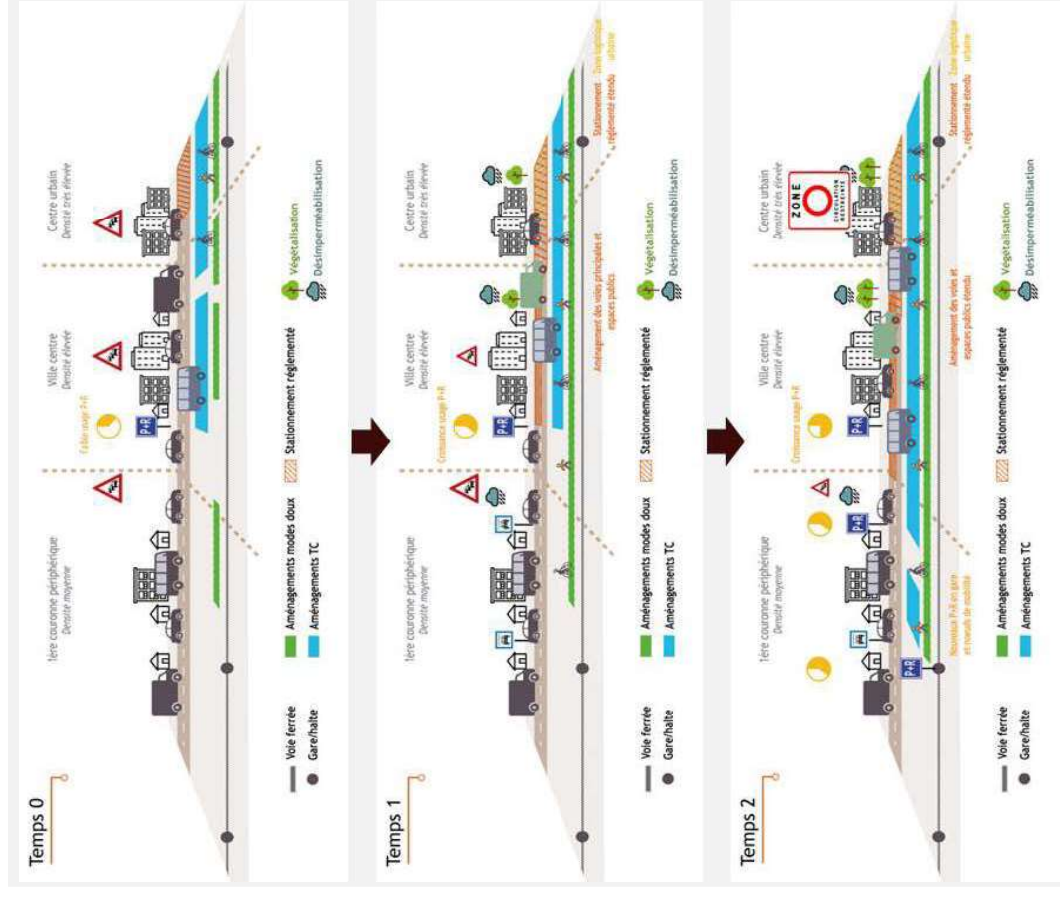 Temps 0
1ère couronne périphérique
Densité moyenne
Ville centre
Densité élevée
Centre urbain
Densité très élevée
Faible usage P+R
P+R
Voie ferrée
Gare/halte
Aménagements modes doux
Aménagements TC
Stationnement réglementé
Végétalisation
Désimperméabilisation
Temps 1
1ère couronne périphérique
Densité moyenne
Ville centre
Densité élevée
Centre urbain
Densité très élevée
Croissance usage P+R
P+R
Aménagement des voies principales et
espaces publics
Stationnement
réglementé étendu
Zone logistique
urbaine
Voie ferrée
Gare/halte
Aménagements modes doux
Aménagements TC
Stationnement réglementé
Végétalisation
Désimperméabilisation
Temps 2
1ère couronne périphérique
Densité moyenne
Ville centre
Densité élevée
Centre urbain
Densité très élevée
Croissance usage P+R
P+R
P+R
P+R
ZONE
CIRCULATION
RESTREINTE
Nouveaux P+R en gare
et noeuds de mobilité
Aménagement des voies et
espaces publics étendu
Stationnement
réglementé étendu
Zone logistique
urbaine
Voie ferrée
Gare/halte
Aménagements modes doux
Aménagements TC
Stationnement réglementé
Végétalisation
Désimperméabilisation